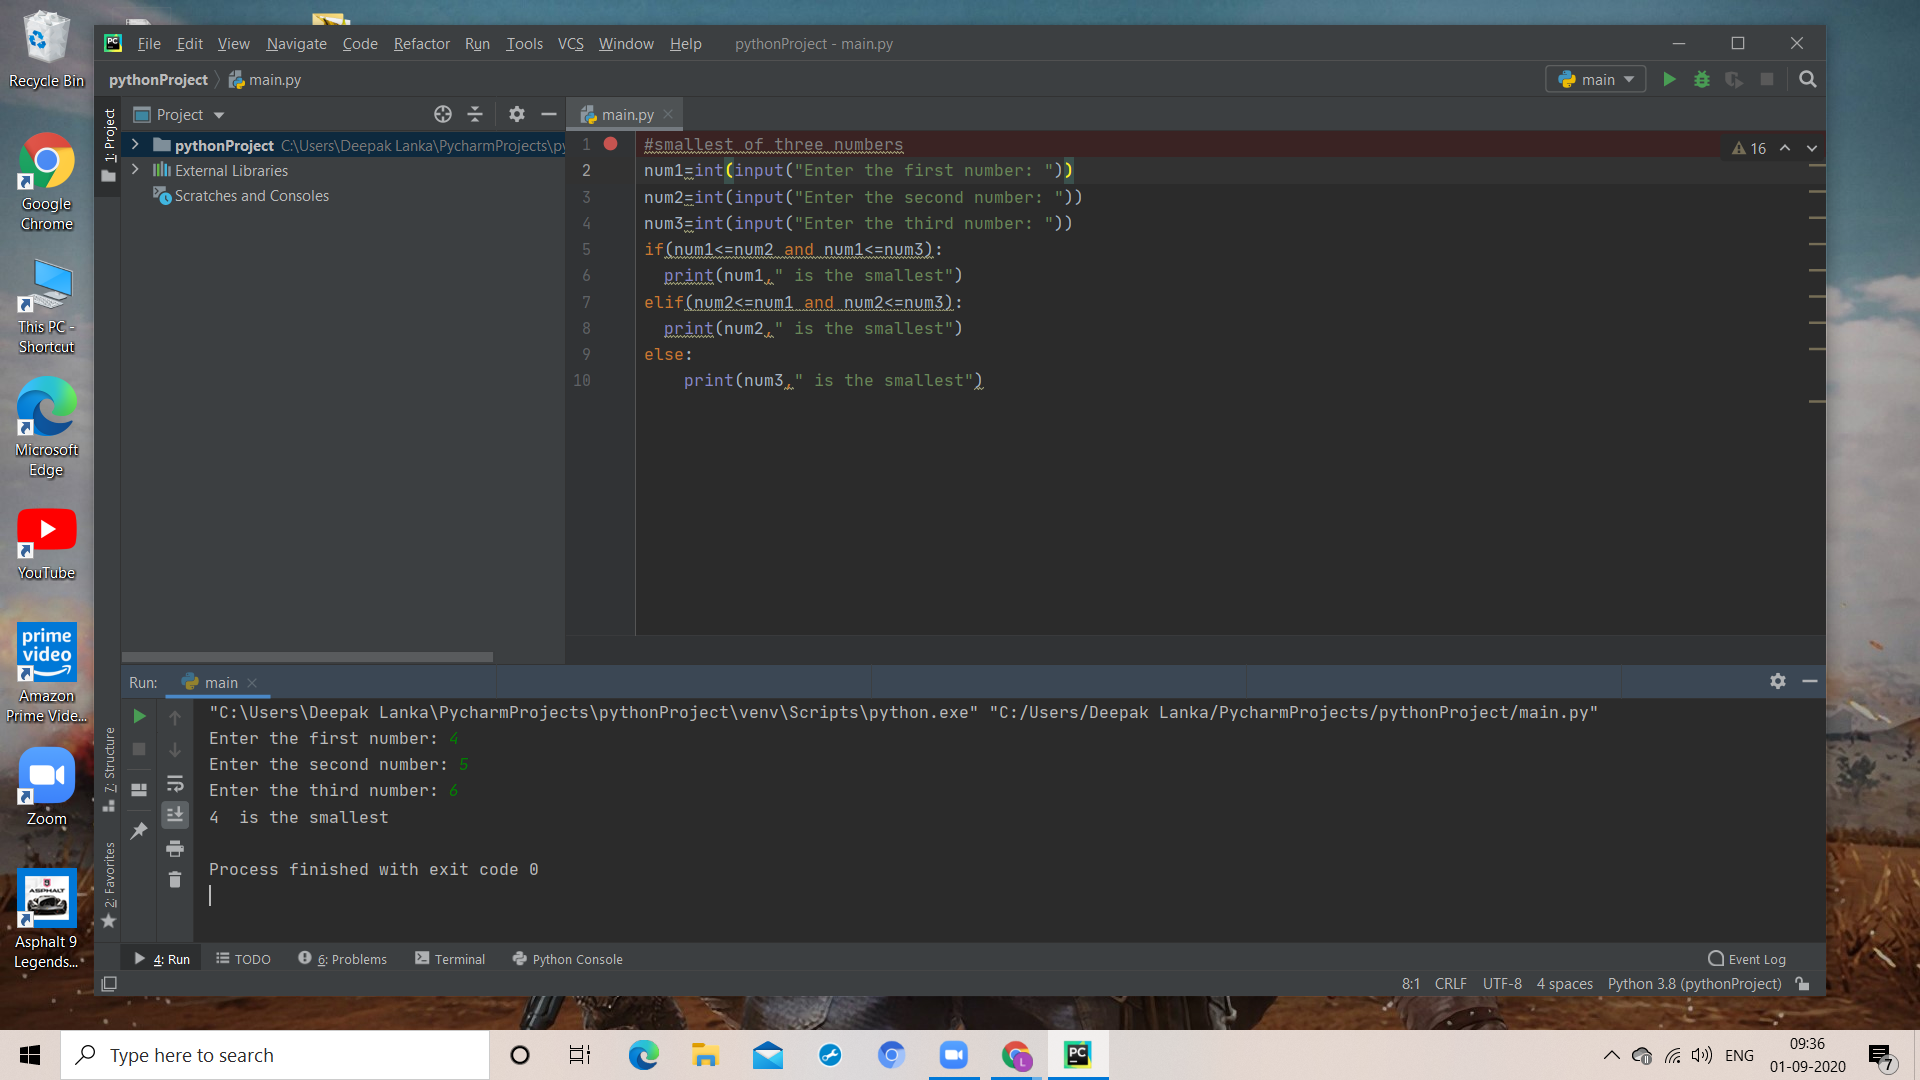 Recycle Bin
Google
Chrome
This PC -
Shortcut
Microsoft
Edge
YouTube
prime
video
Amazon
Prime Vide...
Zoom
ASPHALT
Asphalt 9
Legends...
PC
File Edit View Navigate Code Refactor Run Tools VCS Window Help pythonProject - main.py
pythonProject main.py
main
1: Project
Project
main.py
pythonProject C:\Users\Deepak Lanka\PycharmProjects\py
External Libraries
Scratches and Consoles
16
1 #smallest of three numbers
2 num1=int(input("Enter the first number: "))
3 num2=int(input("Enter the second number: "))
4 num3=int(input("Enter the third number: "))
5 if(num1<=num2 and num1<=num3):
6 print(num1," is the smallest")
7 elif(num2<=num1 and num2<=num3):
8 print(num2," is the smallest")
9 else:
10 print(num3," is the smallest")
Run: main
7: Structure
2: Favorites
"C:\Users\Deepak Lanka\PycharmProjects\pythonProject\venv\Scripts\python.exe" "C:/Users/Deepak Lanka/PycharmProjects/pythonProject/main.py"
Enter the first number: 4
Enter the second number: 5
Enter the third number: 6
4  is the smallest
Process finished with exit code 0
4: Run TODO 6: Problems Terminal Python Console Event Log
8:1 CRLF UTF-8 4 spaces Python 3.8 (pythonProject)
Type here to search
L
PC
ENG
09:36
01-09-2020
7